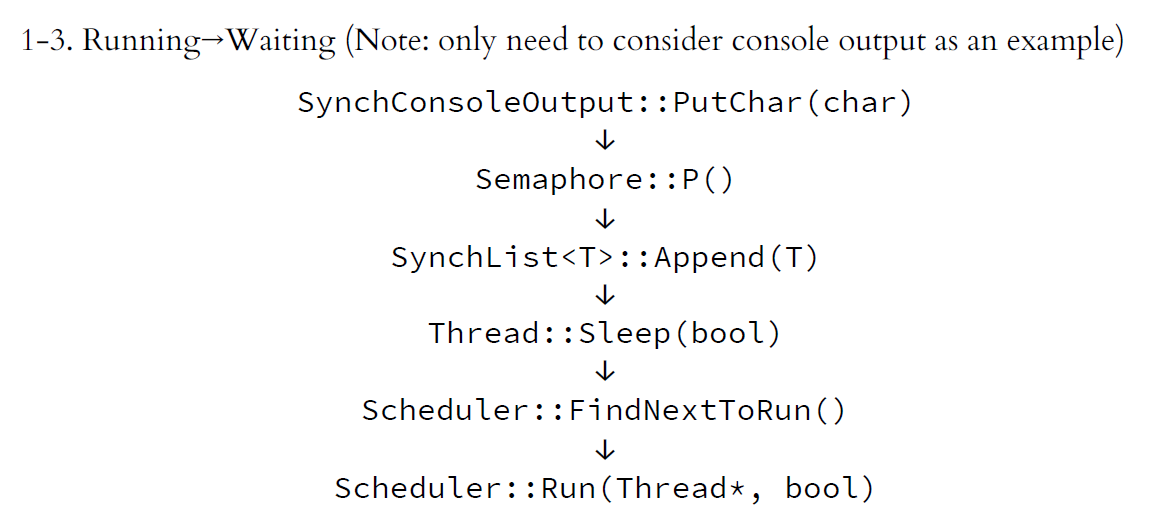 1-3. Running→Waiting (Note: only need to consider console output as an example)
SynchConsoleOutput::PutChar(char)
↓
Semaphore::P()
↓
SynchList<T>::Append(T)
↓
Thread::Sleep(bool)
↓
Scheduler::FindNextToRun()
↓
Scheduler::Run(Thread*, bool)